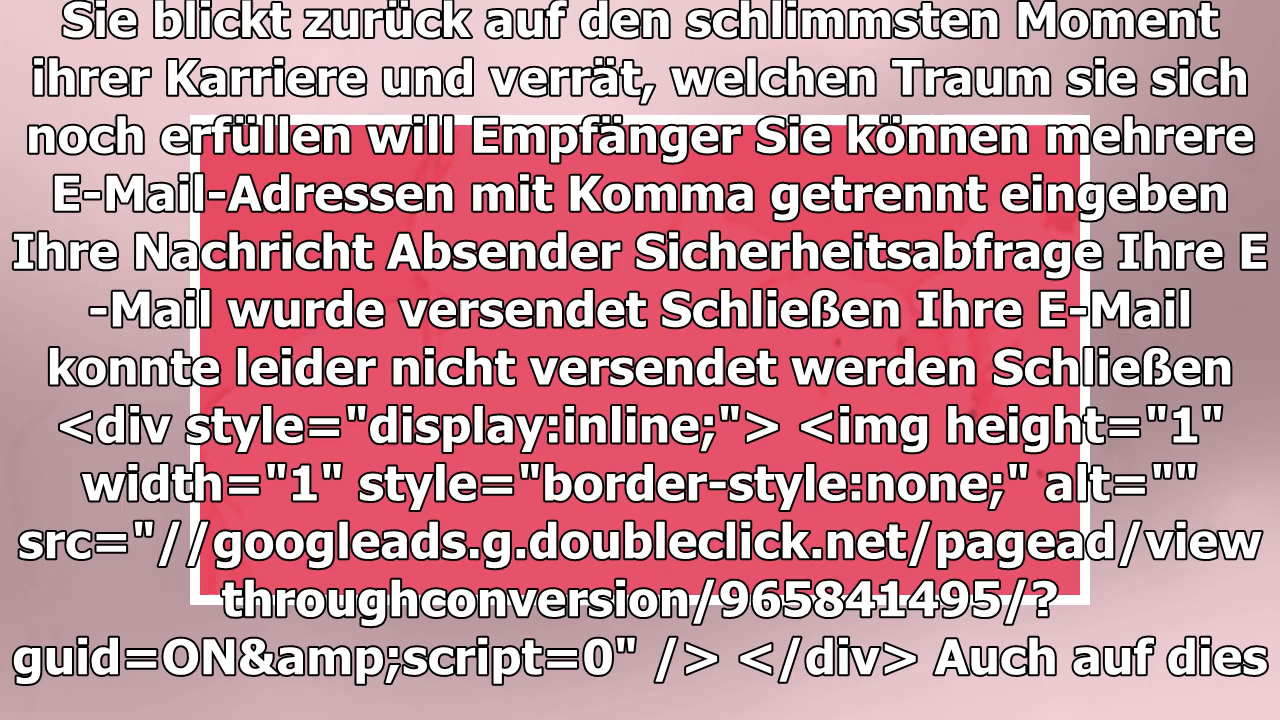 Sie blickt zurück auf den schlimmsten Moment
ihrer Karriere und verrät, welchen Traum sie sich
noch erfüllen will Empfänger Sie können mehrere
E-Mail-Adressen mit Komma getrennt eingeben
Ihre Nachricht Absender Sicherheitsabfrage Ihre E
-Mail wurde versendet Schließen Ihre E-Mail
konnte leider nicht versendet werden Schließen
<div style="display:inline;"> <img height="1"
width="1" style="border-style:none;" alt=""
src="//googleads.g.doubleclick.net/pagead/view
throughconversion/965841495/?
guid=ON&amp;script=0" /> </div> Auch auf dies